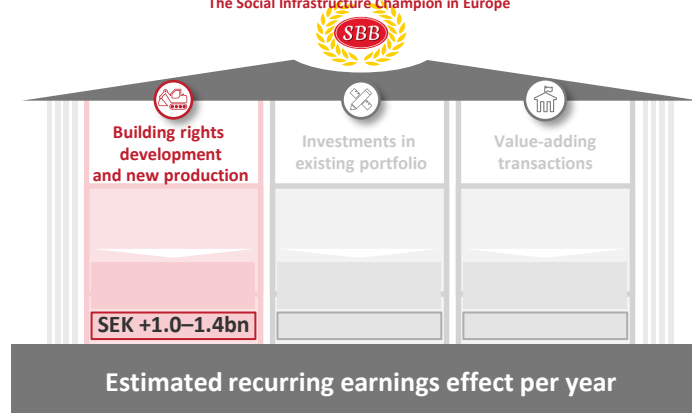 The Social Infrastructure Champion in Europe
SBB
Building rights
development
and new production
Investments in
existing portfolio
Value-adding
transactions
SEK +1.0–1.4bn
Estimated recurring earnings effect per year